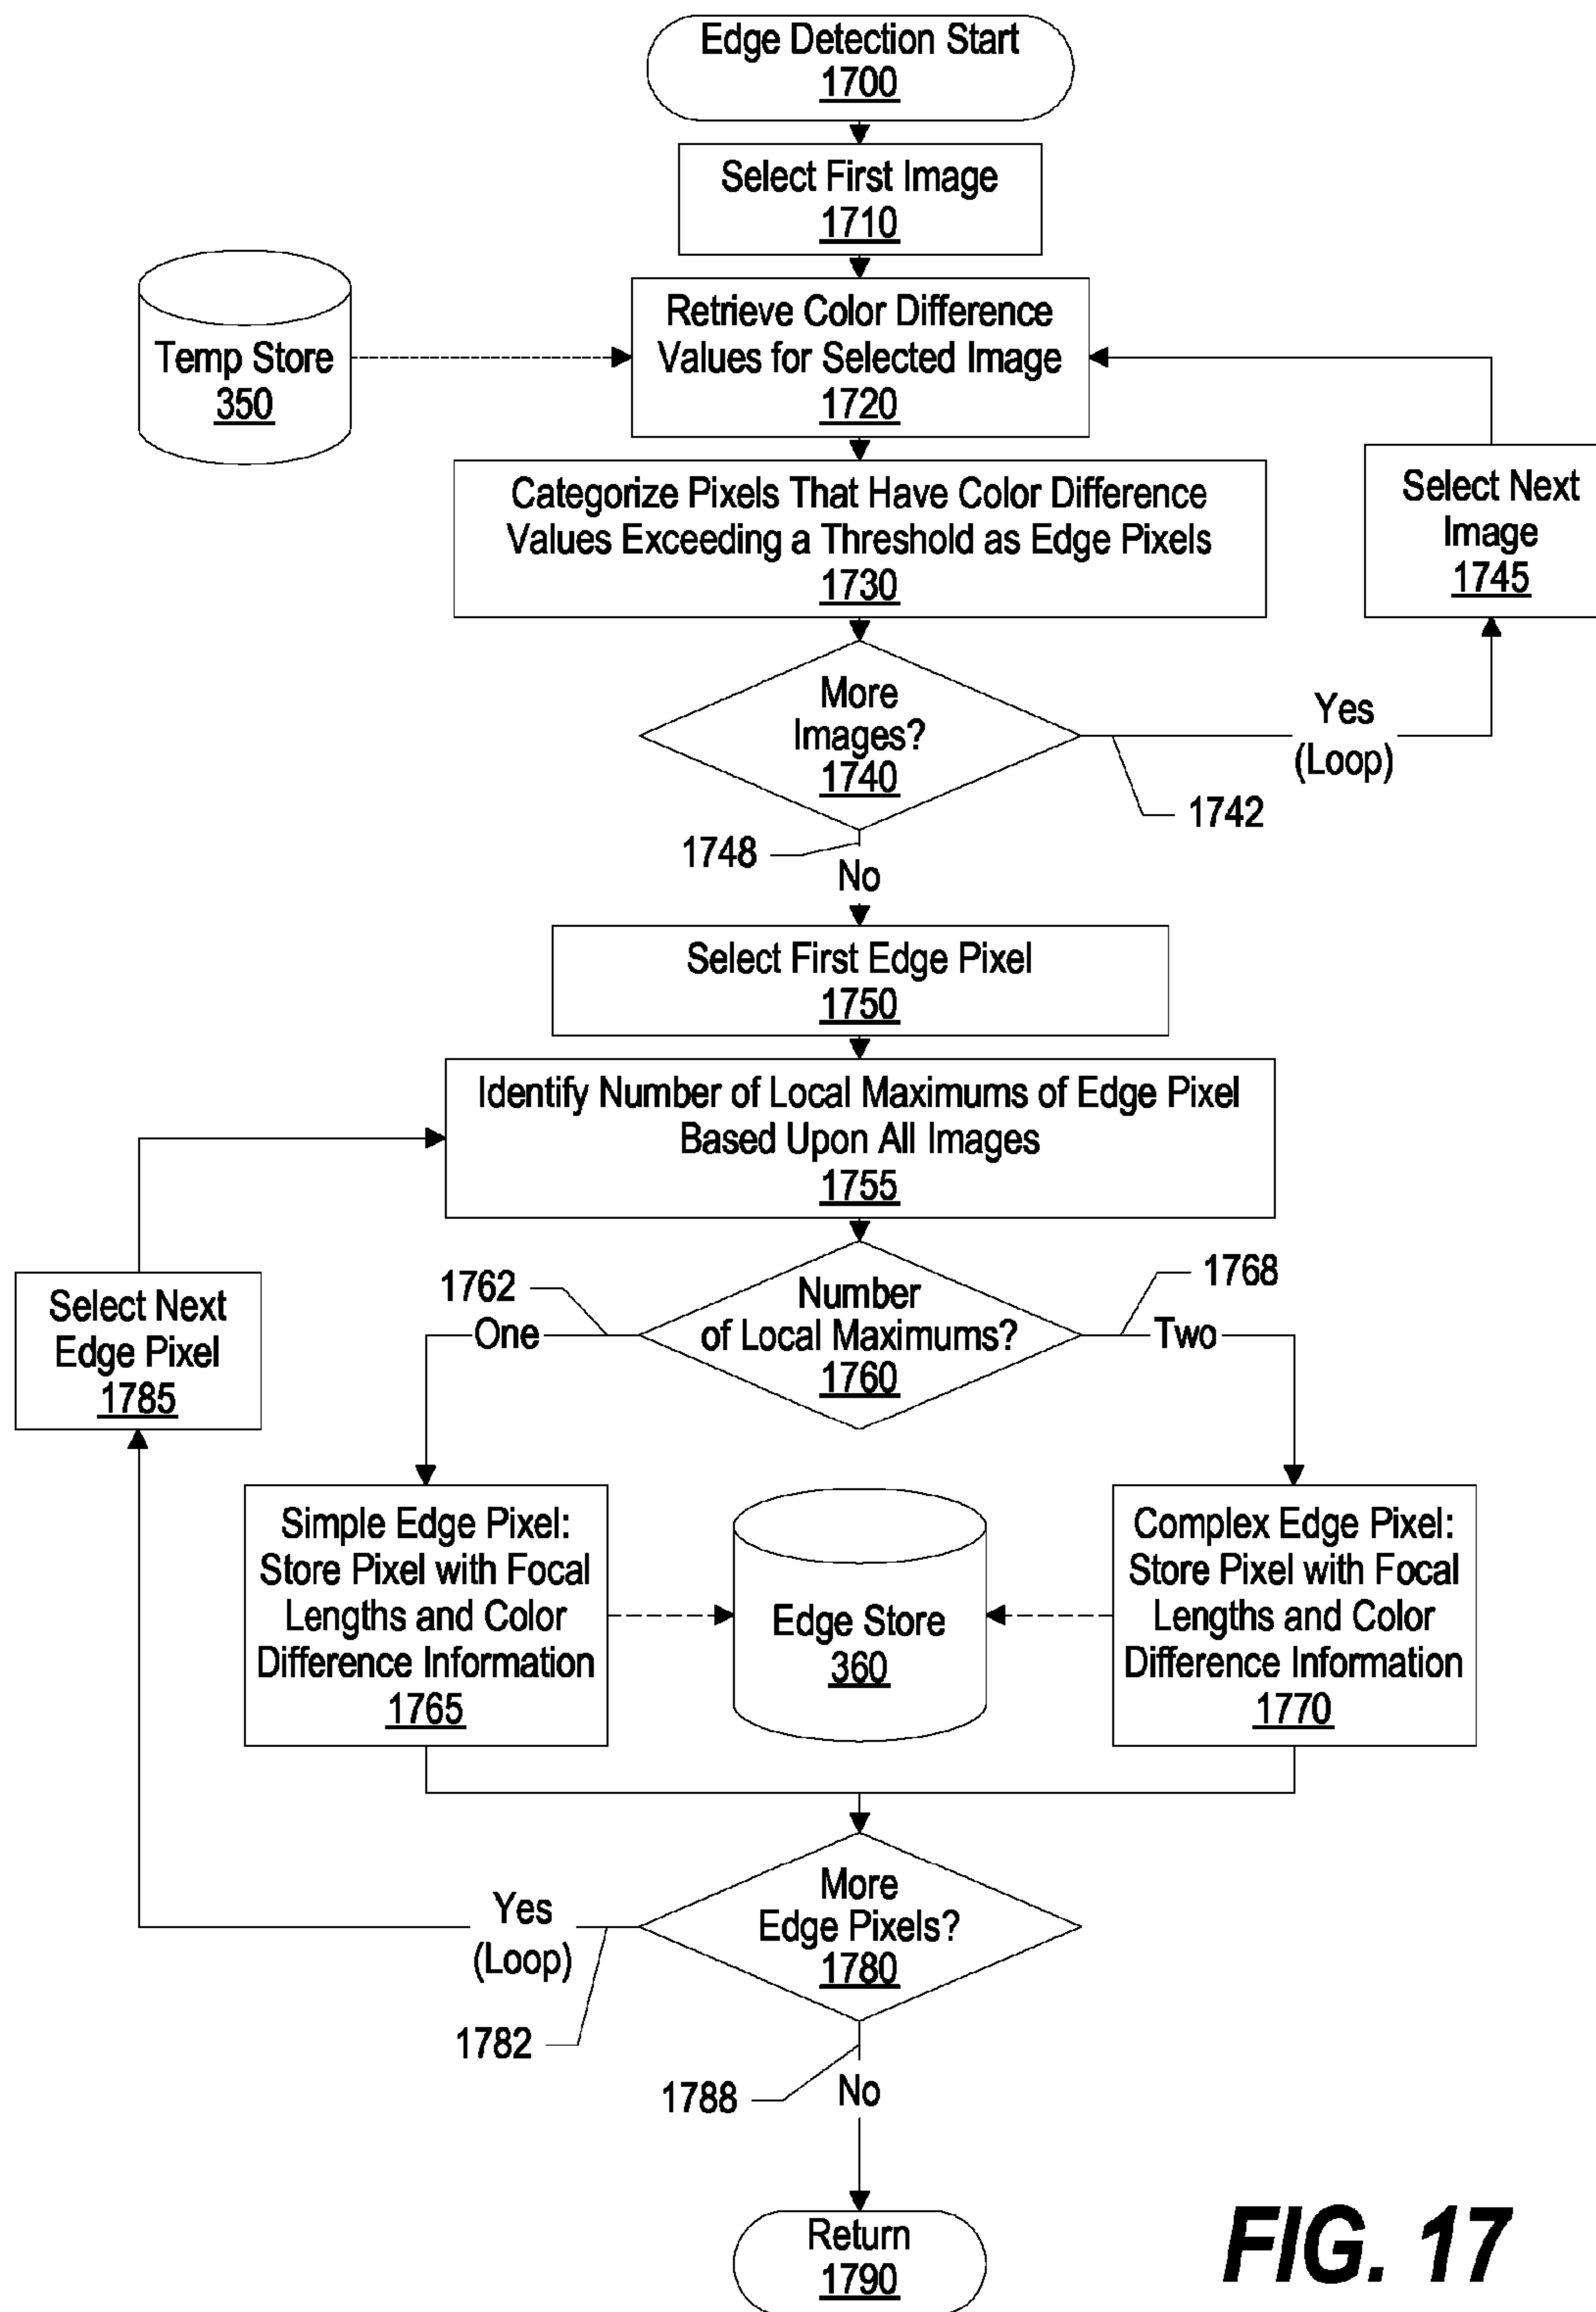 Edge Detection Start
1700
Select First Image
1710
Temp Store
350
Retrieve Color Difference
Values for Selected Image
1720
Categorize Pixels That Have Color Difference
Values Exceeding a Threshold as Edge Pixels
1730
Select Next
Image
1745
More
Images?
1740
Yes
(Loop)
1742
1748
No
Select First Edge Pixel
1750
Identify Number of Local Maximums of Edge Pixel
Based Upon All Images
1755
Select Next
Edge Pixel
1785
1762
One
Number
of Local Maximums?
1760
1768
Two
Simple Edge Pixel:
Store Pixel with Focal
Lengths and Color
Difference Information
1765
Edge Store
360
Complex Edge Pixel:
Store Pixel with Focal
Lengths and Color
Difference Information
1770
More
Edge Pixels?
1780
Yes
(Loop)
1782
1788
No
Return
1790
FIG. 17